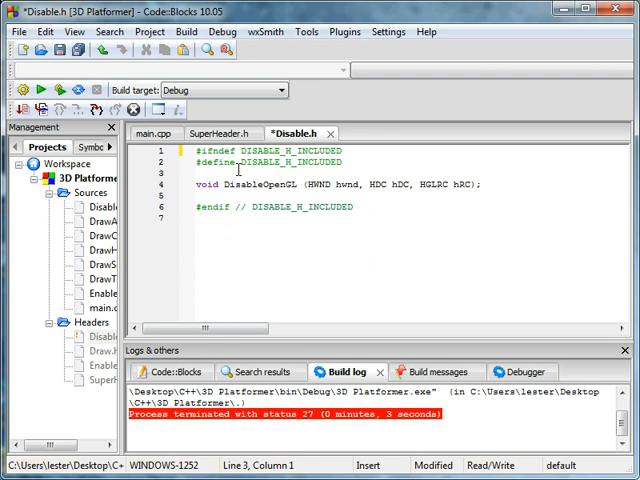 *Disable.h [3D Platformer] - Code::Blocks 10.05
File Edit View Search Project Build Debug wxSmith Tools Plugins Settings Help
Build target: Debug
Management
Projects Symbo
Workspace
3D Platforme
Sources
Disabl
DrawA
DrawC
DrawH
DrawS
DrawT
Enable
main.c
Headers
Disabl
Draw.h
Enable
SuperH
main.cpp SuperHeader.h *Disable.h
1 #ifndef DISABLE_H_INCLUDED
2 #define DISABLE_H_INCLUDED
3
4 void DisableOpenGL (HWND hwnd, HDC hDC, HGLRC hRC);
5
6 #endif // DISABLE_H_INCLUDED
7
Logs & others
Code::Blocks Search results Build log Build messages Debugger
\Desktop\C++\3D Platformer\bin\Debug\3D Platformer.exe" (in C:\Users\lester\Desktop
\C++\3D Platformer\.)
Process terminated with status 27 (0 minutes, 3 seconds)
C:\Users\lester\Desktop\C+ WINDOWS-1252 Line 3, Column 1 Insert Modified Read/Write default